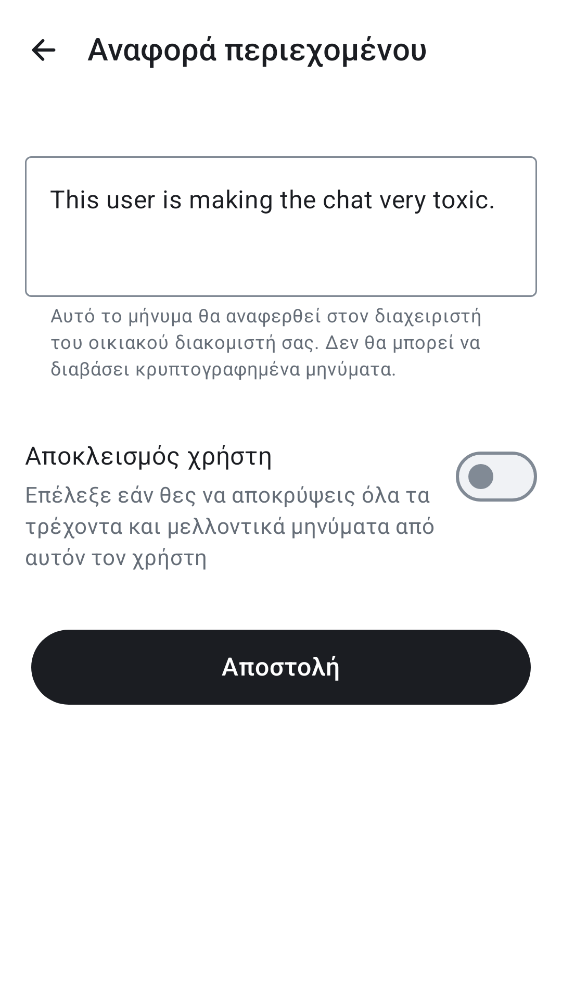 Αναφορά περιεχομένου
This user is making the chat very toxic.
Αυτό το μήνυμα θα αναφερθεί στον διαχειριστή
του οικιακού διακομιστή σας. Δεν θα μπορεί να
διαβάσει κρυπτογραφημένα μηνύματα.
Αποκλεισμός χρήστη
Επέλεξε εάν θες να αποκρύψεις όλα τα
τρέχοντα και μελλοντικά μηνύματα από
αυτόν τον χρήστη
Αποστολή